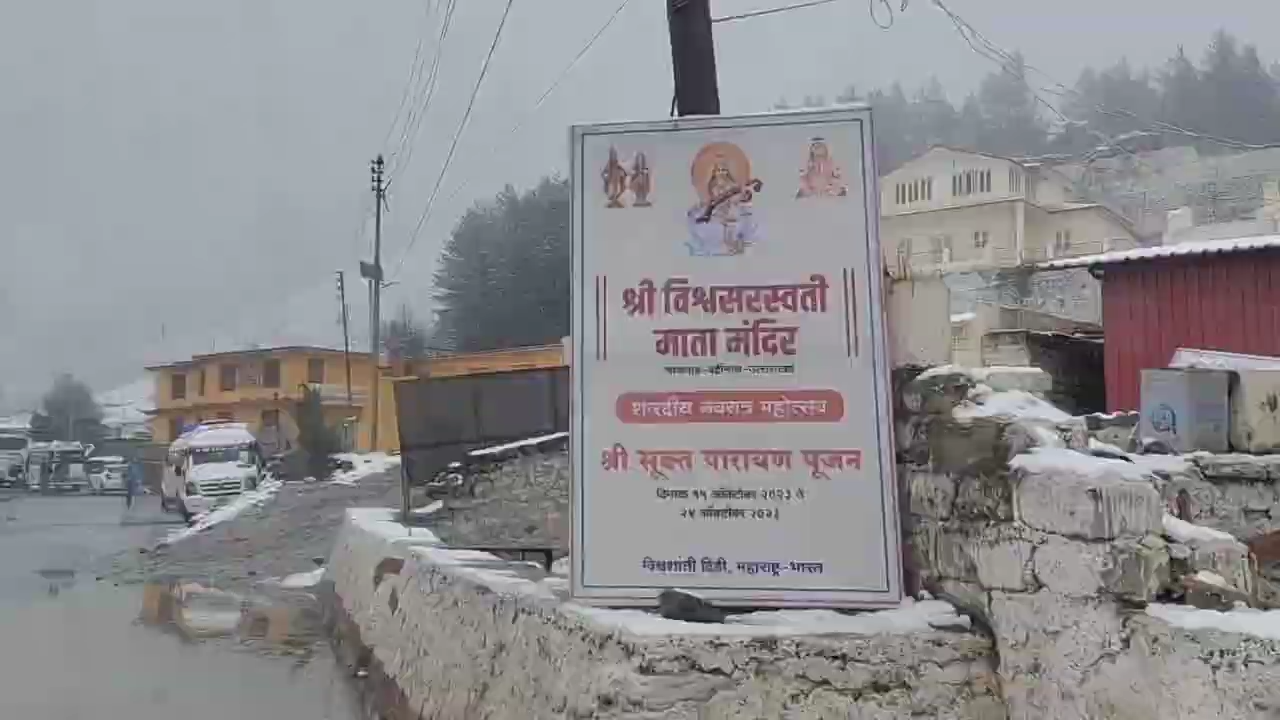 श्री विश्वसरस्वती
माता मंदिर
शारदीय नवरात्र महोत्सव
श्री सूक्त पारायण पूजन
दिनांक १५ ऑक्टोबर २०२३ ते
२४ ऑक्टोबर २०२३
विश्वशांती दिंडी, महाराष्ट्र-भारत